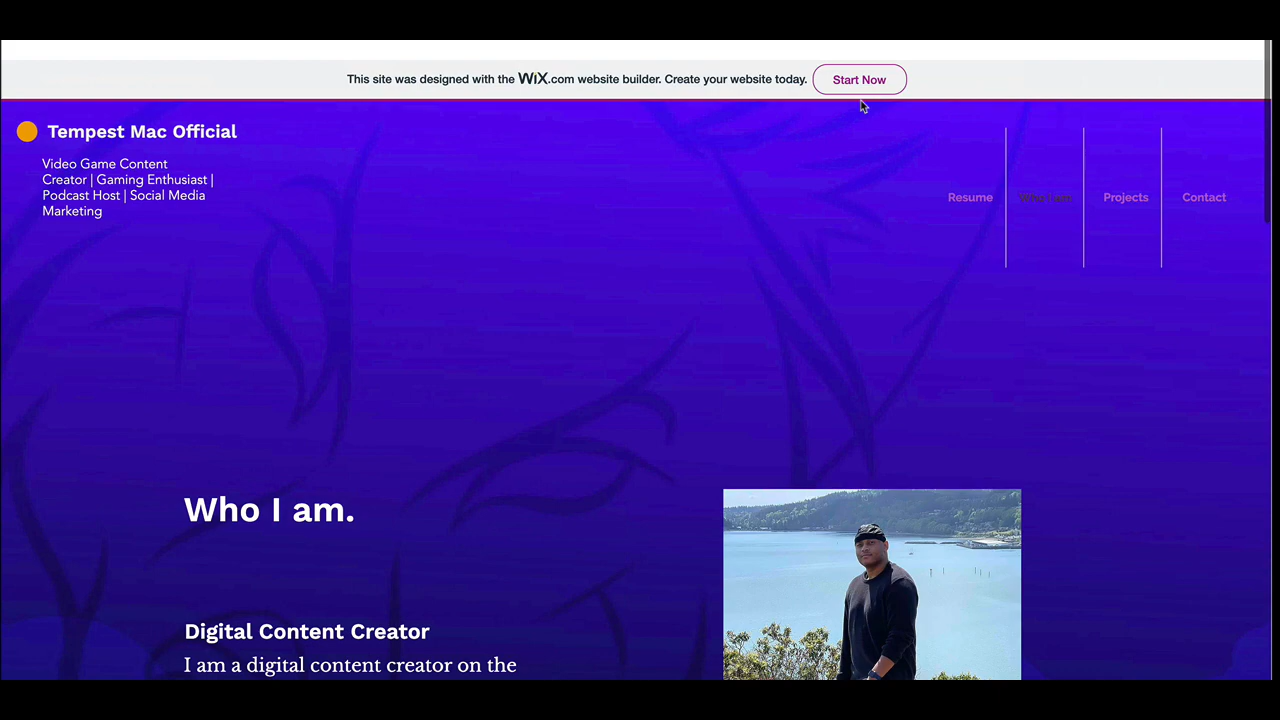 This site was designed with the WiX.com website builder. Create your website today. Start Now
Tempest Mac Official
Video Game Content
Creator | Gaming Enthusiast |
Podcast Host | Social Media
Marketing
Resume Who I am Projects Contact
Who I am.
Digital Content Creator
I am a digital content creator on the